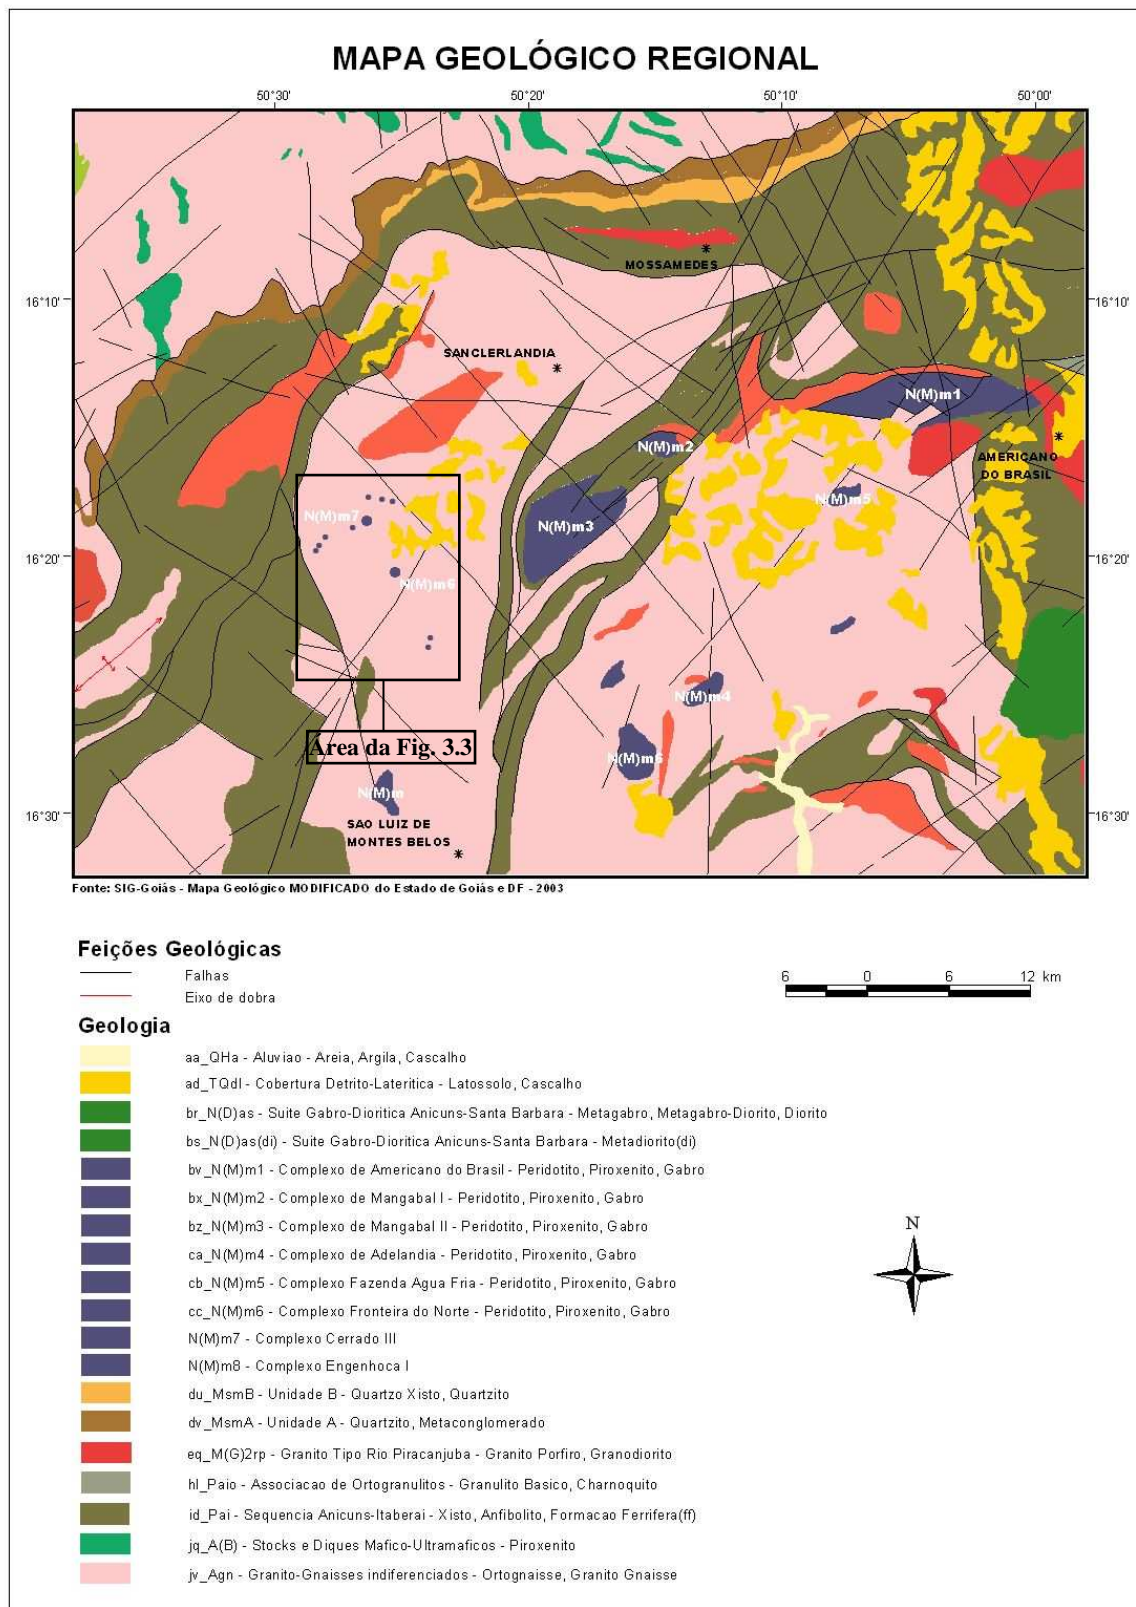 MAPA GEOLÓGICO REGIONAL
50°30' 50°20' 50°10' 50°00'
16°10' 16°10'
MOSSAMEDES
SANCLERLANDIA
N(M)m1
N(M)m2
AMERICANO
DO BRASIL
N(M)m7 N(M)m3 N(M)m5
16°20' 16°20'
N(M)m6
N(M)m4
Área da Fig. 3.3
N(M)m6
N(M)m
16°30' 16°30'
SAO LUIZ DE
MONTES BELOS
Fonte: SIG-Goiás - Mapa Geológico MODIFICADO do Estado de Goiás e DF - 2003
Feições Geológicas
Falhas
Eixo de dobra
6 0 6 12 km
Geologia
aa_QHa - Aluviao - Areia, Argila, Cascalho
ad_TQdl - Cobertura Detrito-Lateritica - Latossolo, Cascalho
br_N(D)as - Suite Gabro-Dioritica Anicuns-Santa Barbara - Metagabro, Metagabro-Diorito, Diorito
bs_N(D)as(di) - Suite Gabro-Dioritica Anicuns-Santa Barbara - Metadiorito(di)
bv_N(M)m1 - Complexo de Americano do Brasil - Peridotito, Piroxenito, Gabro
bx_N(M)m2 - Complexo de Mangabal I - Peridotito, Piroxenito, Gabro
bz_N(M)m3 - Complexo de Mangabal II - Peridotito, Piroxenito, Gabro
ca_N(M)m4 - Complexo de Adelandia - Peridotito, Piroxenito, Gabro
cb_N(M)m5 - Complexo Fazenda Agua Fria - Peridotito, Piroxenito, Gabro
cc_N(M)m6 - Complexo Fronteira do Norte - Peridotito, Piroxenito, Gabro
N(M)m7 - Complexo Cerrado III
N(M)m8 - Complexo Engenhoca I
du_MsmB - Unidade B - Quartzo Xisto, Quartzito
dv_MsmA - Unidade A - Quartzito, Metaconglomerado
eq_M(G)2rp - Granito Tipo Rio Piracanjuba - Granito Porfiro, Granodiorito
hl_Paio - Associacao de Ortogranulitos - Granulito Basico, Charnoquito
id_Pai - Sequencia Anicuns-Itaberai - Xisto, Anfibolito, Formacao Ferrifera(ff)
jq_A(B) - Stocks e Diques Mafico-Ultramaficos - Piroxenito
jv_Agn - Granito-Gnaisses indiferenciados - Ortognaisse, Granito Gnaisse
N